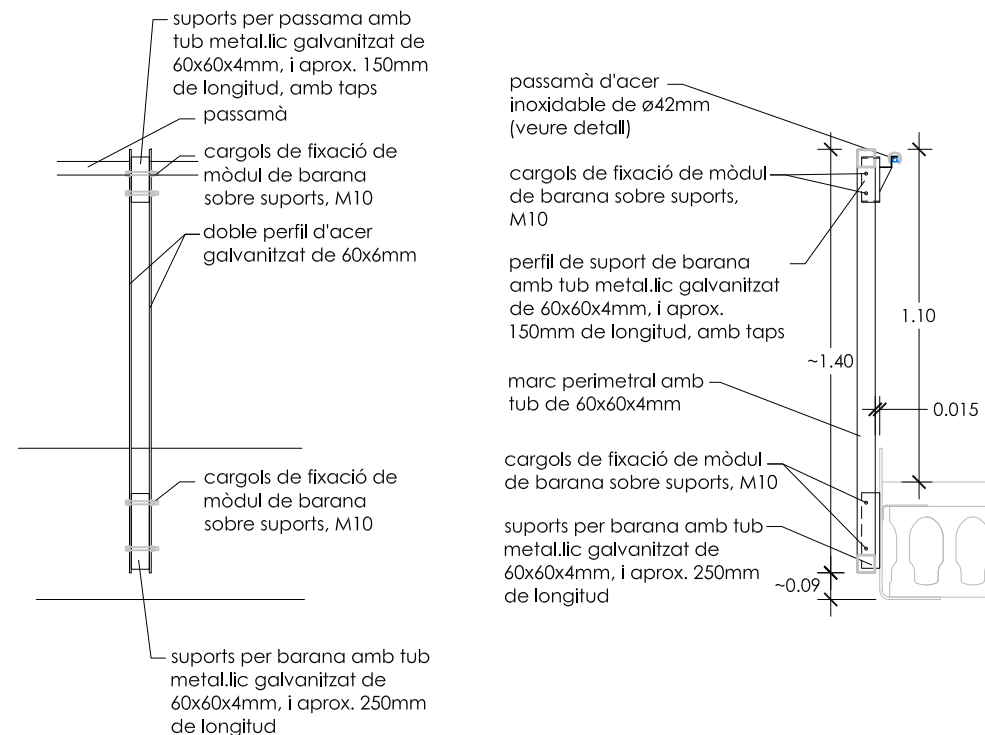 suports per passama amb
tub metal.lic galvanitzat de
60x60x4mm, i aprox. 150mm
de longitud, amb taps
passamà
cargols de fixació de
mòdul de barana
sobre suports, M10
doble perfil d'acer
galvanitzat de 60x6mm
cargols de fixació de
mòdul de barana
sobre suports, M10
suports per barana amb tub
metal.lic galvanitzat de
60x60x4mm, i aprox. 250mm
de longitud
passamà d'acer
inoxidable de ø42mm
(veure detall)
cargols de fixació de mòdul
de barana sobre suports,
M10
perfil de suport de barana
amb tub metal.lic galvanitzat
de 60x60x4mm, i aprox.
150mm de longitud, amb taps
1.10
~1.40
marc perimetral amb
tub de 60x60x4mm
0.015
cargols de fixació de mòdul
de barana sobre suports, M10
suports per barana amb tub
metal.lic galvanitzat de
60x60x4mm, i aprox. 250mm
de longitud
~0.09